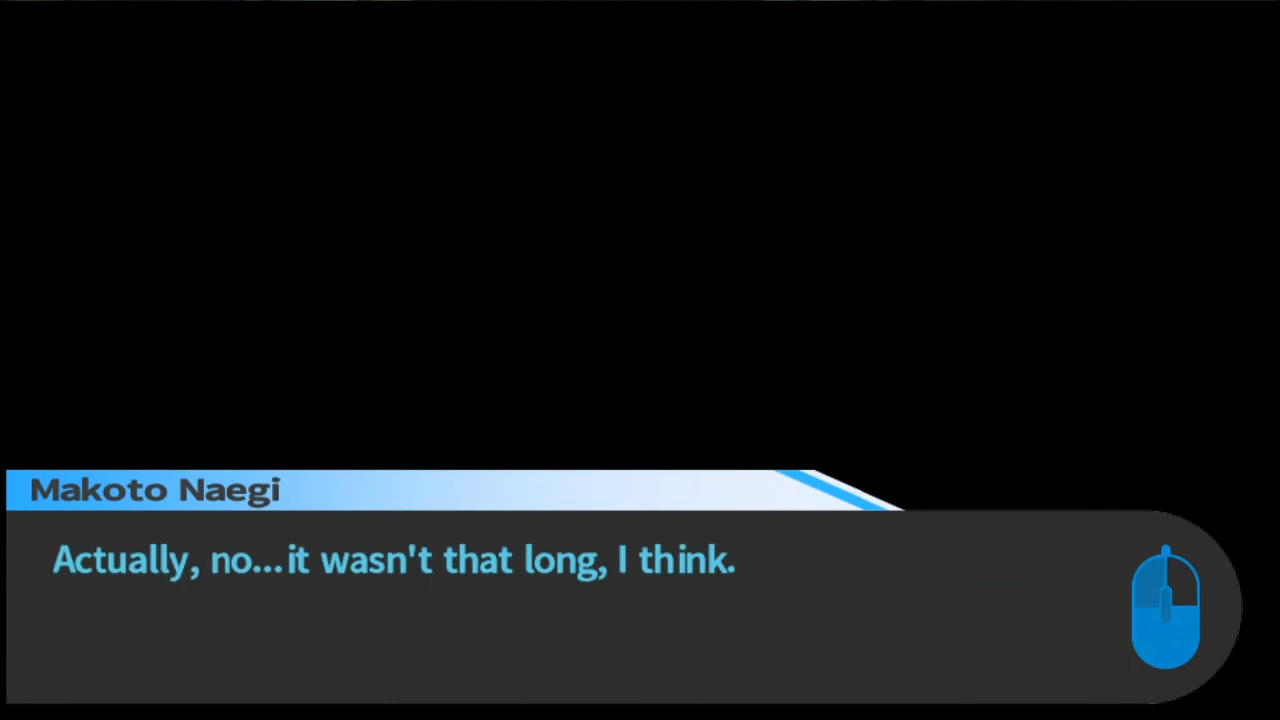 Makoto Naegi
Actually, no...it wasn't that long, I think.